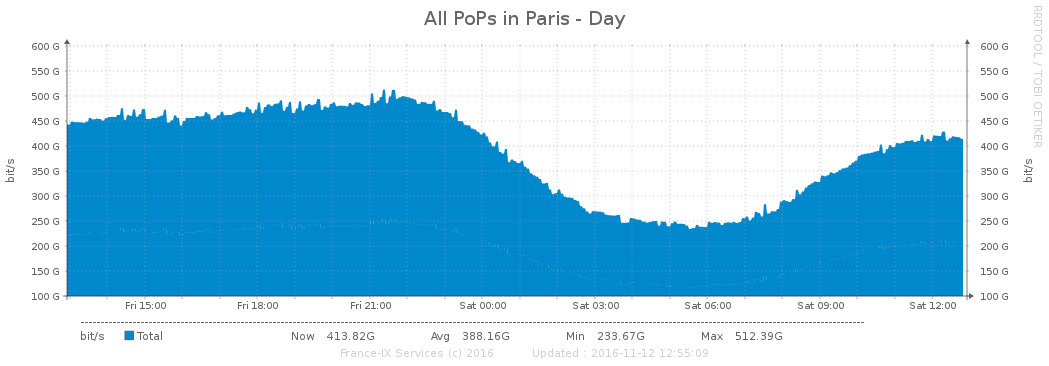 All PoPs in Paris - Day
RRDTOOL / TOBI OETIKER
600 G 600 G
550 G 550 G
500 G 500 G
450 G 450 G
400 G 400 G
350 G 350 G
300 G 300 G
250 G 250 G
200 G 200 G
150 G 150 G
100 G 100 G
bit/s bit/s
Fri 15:00 Fri 18:00 Fri 21:00 Sat 00:00 Sat 03:00 Sat 06:00 Sat 09:00 Sat 12:00
bit/s Total Now 413.82G Avg 388.16G Min 233.67G Max 512.39G
France-IX Services (c) 2016 Updated : 2016-11-12 12:55:09